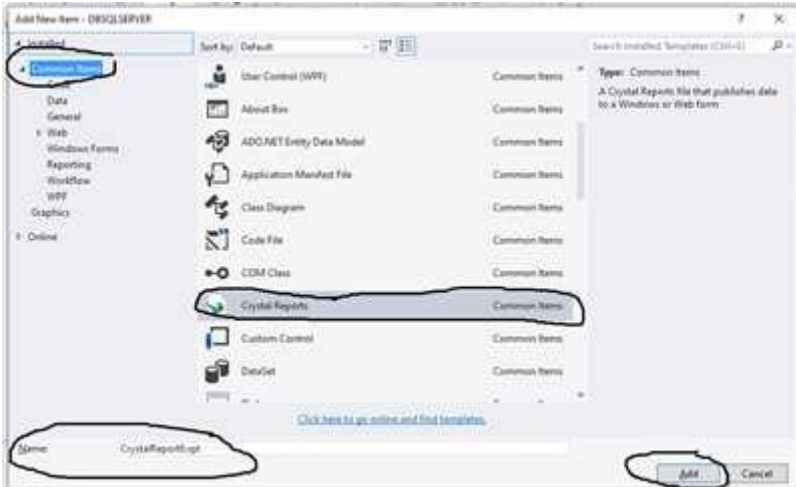 Add New Item - DBSQLSERVER
Installed
Sort by: Default
Search Installed Templates (Ctrl+E)
Common Items
Code
Data
General
Web
Windows Forms
Reporting
Workflow
WPF
Graphics
Online
User Control (WPF) Common Items
About Box Common Items
ADO.NET Entity Data Model Common Items
Application Manifest File Common Items
Class Diagram Common Items
Code File Common Items
COM Class Common Items
Crystal Reports Common Items
Custom Control Common Items
DataSet Common Items
Type: Common Items
A Crystal Reports file that publishes data
to a Windows or Web form
Click here to go online and find templates.
Name:
Add Cancel